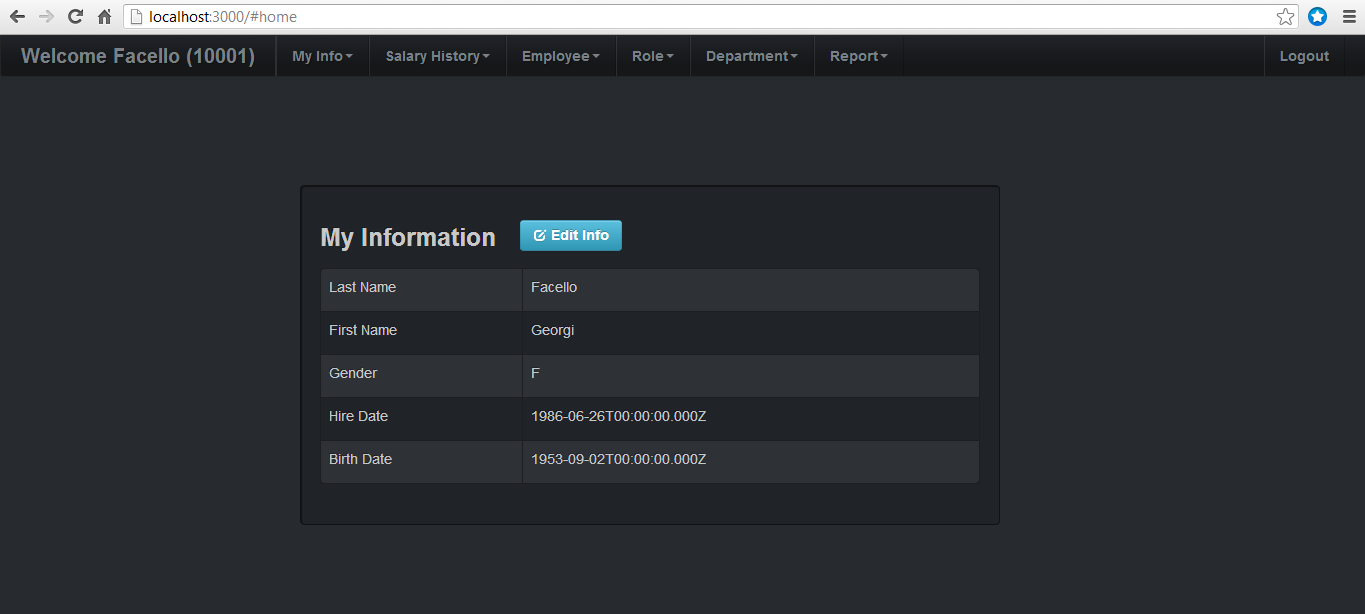 localhost:3000/#home
Welcome Facello (10001) My Info Salary History Employee Role Department Report Logout
My Information Edit Info
Last Name Facello
First Name Georgi
Gender F
Hire Date 1986-06-26T00:00:00.000Z
Birth Date 1953-09-02T00:00:00.000Z